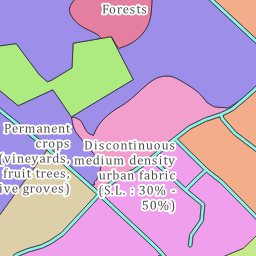 Forests
Permanent
crops
(vineyards,
fruit trees,
ive groves)
Discontinuous
medium density
urban fabric
(S.L. : 30% -
50%)